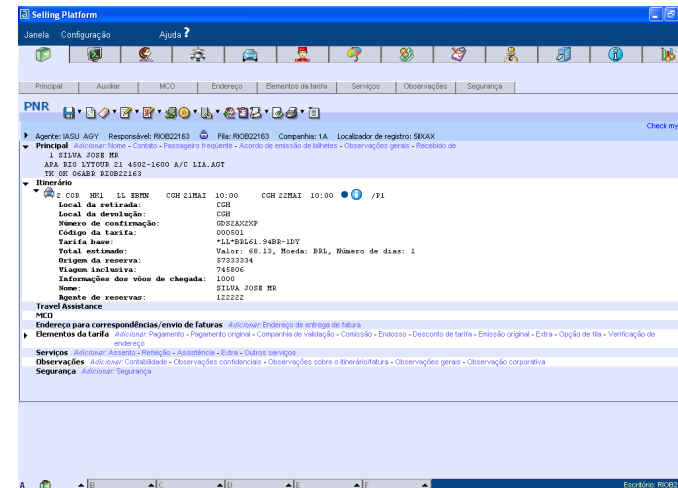 Selling Platform
Janela Configuração Ajuda ?
Principal Auxiliar MCO Endereço Elementos da tarifa Serviços Observações Segurança
PNR
Check my
Agente: IASU AGY Responsável: RIOB22163 Fila: RIOB22163 Companhia: 1A Localizador de registro: 5IIXAX
Principal Adicionar: Nome - Contato - Passageiro freqüente - Acordo de emissão de bilhetes - Observações gerais - Recebido de
1 SILVA JOSE MR
APA RIO LYTOUR 21 4502-1600 A/C LIA.AGT
TK OK 06ABR RIOB22163
Itinerário
2 CCR HK1 LL EBMN CGH 21MAI 10:00 CGH 22MAI 10:00 /P1
Local da retirada: CGH
Local da devolução: CGH
Número de confirmação: GDS2AX2XP
Código da tarifa: 000501
Tarifa base: *LL*BRL61.94BR-1DY
Total estimado: Valor: 68.13, Moeda: BRL, Número de dias: 1
Origem da reserva: 57333334
Viagem inclusiva: 745806
Informações dos vôos de chegada: 1000
Nome: SILVA JOSE MR
Agente de reservas: 122222
Travel Assistance
MCO
Endereço para correspondências/envio de faturas Adicionar: Endereço de entrega de fatura
Elementos da tarifa Adicionar: Pagamento - Pagamento original - Companhia de validação - Comissão - Endosso - Desconto de tarifa - Emissão original - Extra - Opção de fila - Verificação de
endereço
Serviços Adicionar: Assento - Refeição - Assistência - Extra - Outros serviços
Observações Adicionar: Contabilidade - Observações confidenciais - Observações sobre o itinerário/fatura - Observações gerais - Observação corporativa
Segurança Adicionar: Segurança
A B C D E F Escritório: RIOB2